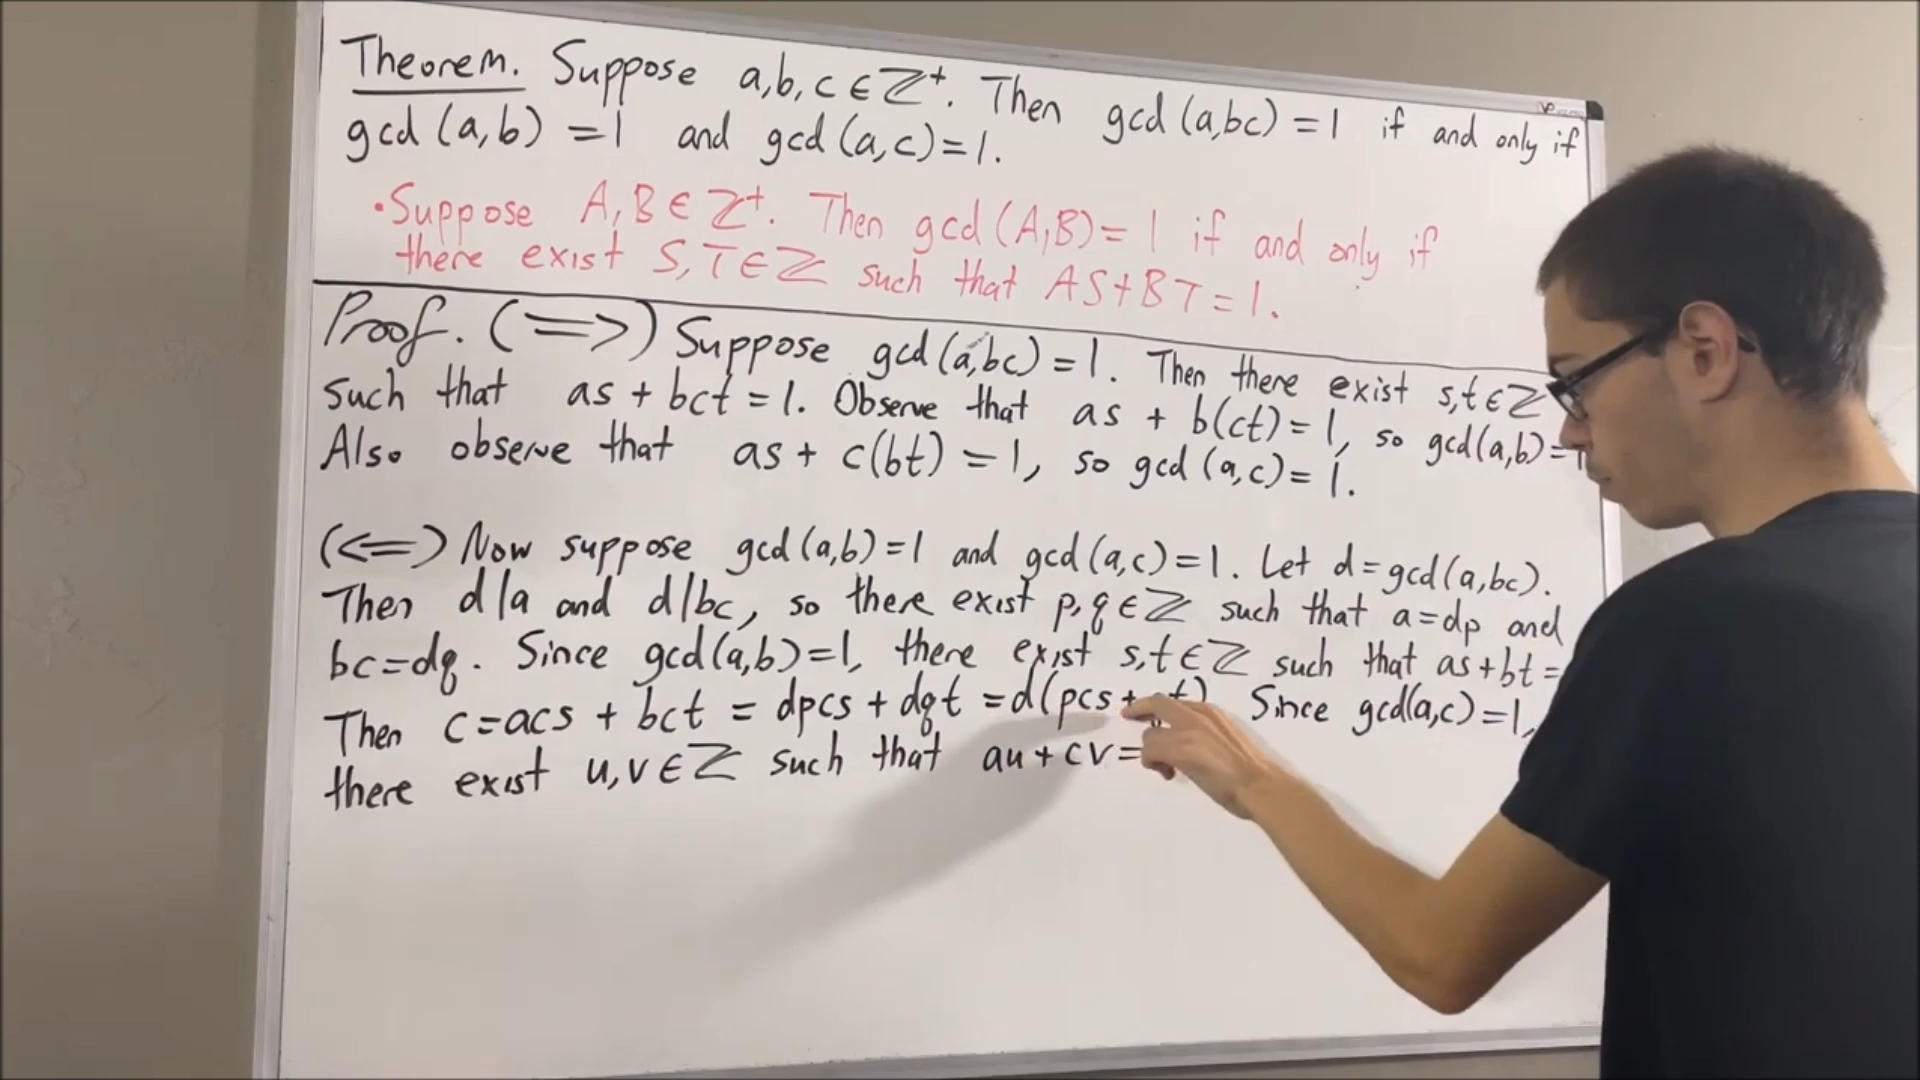 Theorem. Suppose a,b,c∈ℤ⁺. Then gcd(a,bc)=1 if and only if
gcd(a,b)=1 and gcd(a,c)=1.
•Suppose A,B∈ℤ⁺. Then gcd(A,B)=1 if and only if
there exist S,T∈ℤ such that AS+BT=1.
Proof. (⟹) Suppose gcd(a,bc)=1. Then there exist s,t∈ℤ
such that as+bct=1. Observe that as + b(ct)=1, so gcd(a,b)=1
Also observe that as + c(bt)=1, so gcd(a,c)=1.
(⟸) Now suppose gcd(a,b)=1 and gcd(a,c)=1. Let d=gcd(a,bc).
Then d|a and d|bc, so there exist p,q∈ℤ such that a=dp and
bc=dq. Since gcd(a,b)=1, there exist s,t∈ℤ such that as+bt=
Then c=acs+bct=dpcs+dqt=d(pcs+qt) Since gcd(a,c)=1,
there exist u,v∈ℤ such that au+cv=